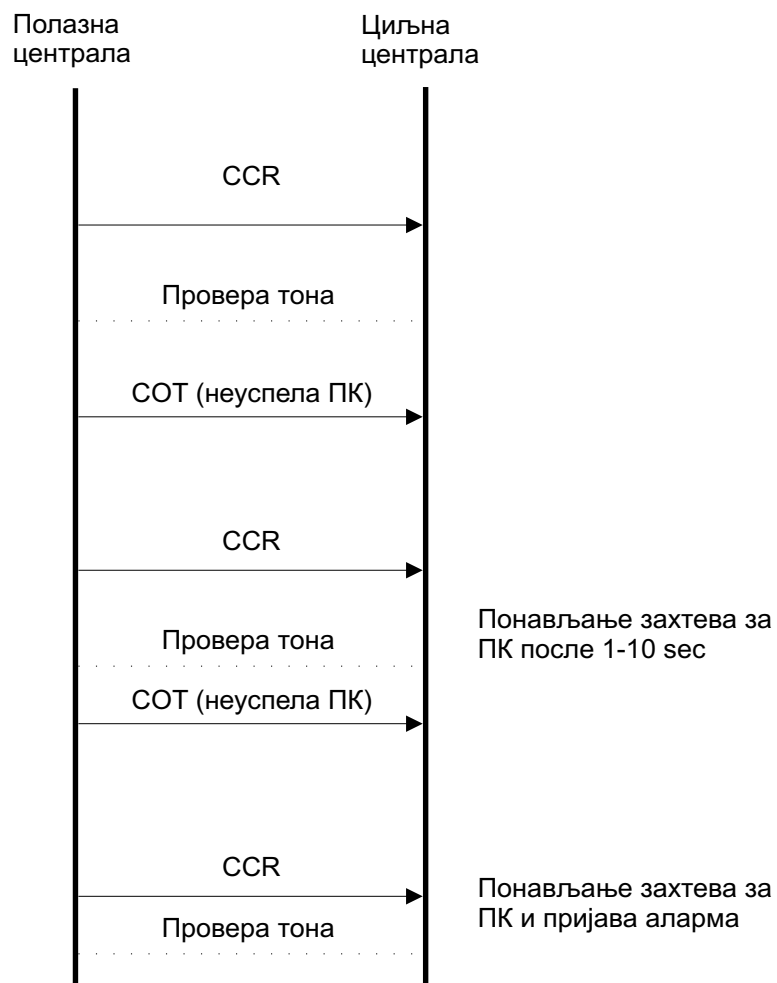 Полазна
централа
Циљна
централа
CCR
Провера тона
COT (неуспела ПК)
CCR
Провера тона
Понављање захтева за
ПК после 1-10 sec
COT (неуспела ПК)
CCR
Провера тона
Понављање захтева за
ПК и пријава аларма